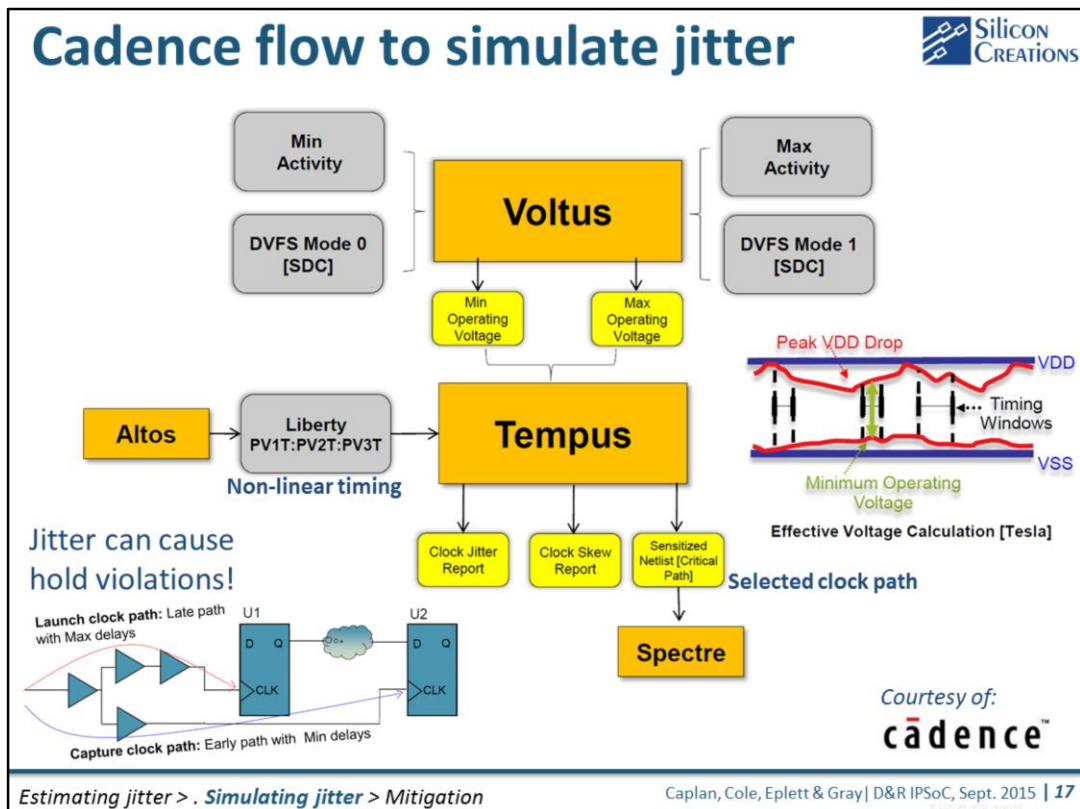 Cadence flow to simulate jitter
SILICON
CREATIONS
Min
Activity
DVFS Mode 0
[SDC]
Voltus
Max
Activity
DVFS Mode 1
[SDC]
Min
Operating
Voltage
Max
Operating
Voltage
Altos
Liberty
PV1T:PV2T:PV3T
Non-linear timing
Tempus
Peak VDD Drop
VDD
Timing
Windows
VSS
Minimum Operating
Voltage
Effective Voltage Calculation [Tesla]
Clock Jitter
Report
Clock Skew
Report
Sensitized
Netlist [Critical
Path]
Selected clock path
Spectre
Jitter can cause
hold violations!
Launch clock path: Late path
with Max delays
U1
D Q
CLK
U2
D Q
CLK
Capture clock path: Early path with Min delays
Courtesy of:
cādence™
Estimating jitter > . Simulating jitter > Mitigation
Caplan, Cole, Eplett & Gray| D&R IPSoC, Sept. 2015 | 17